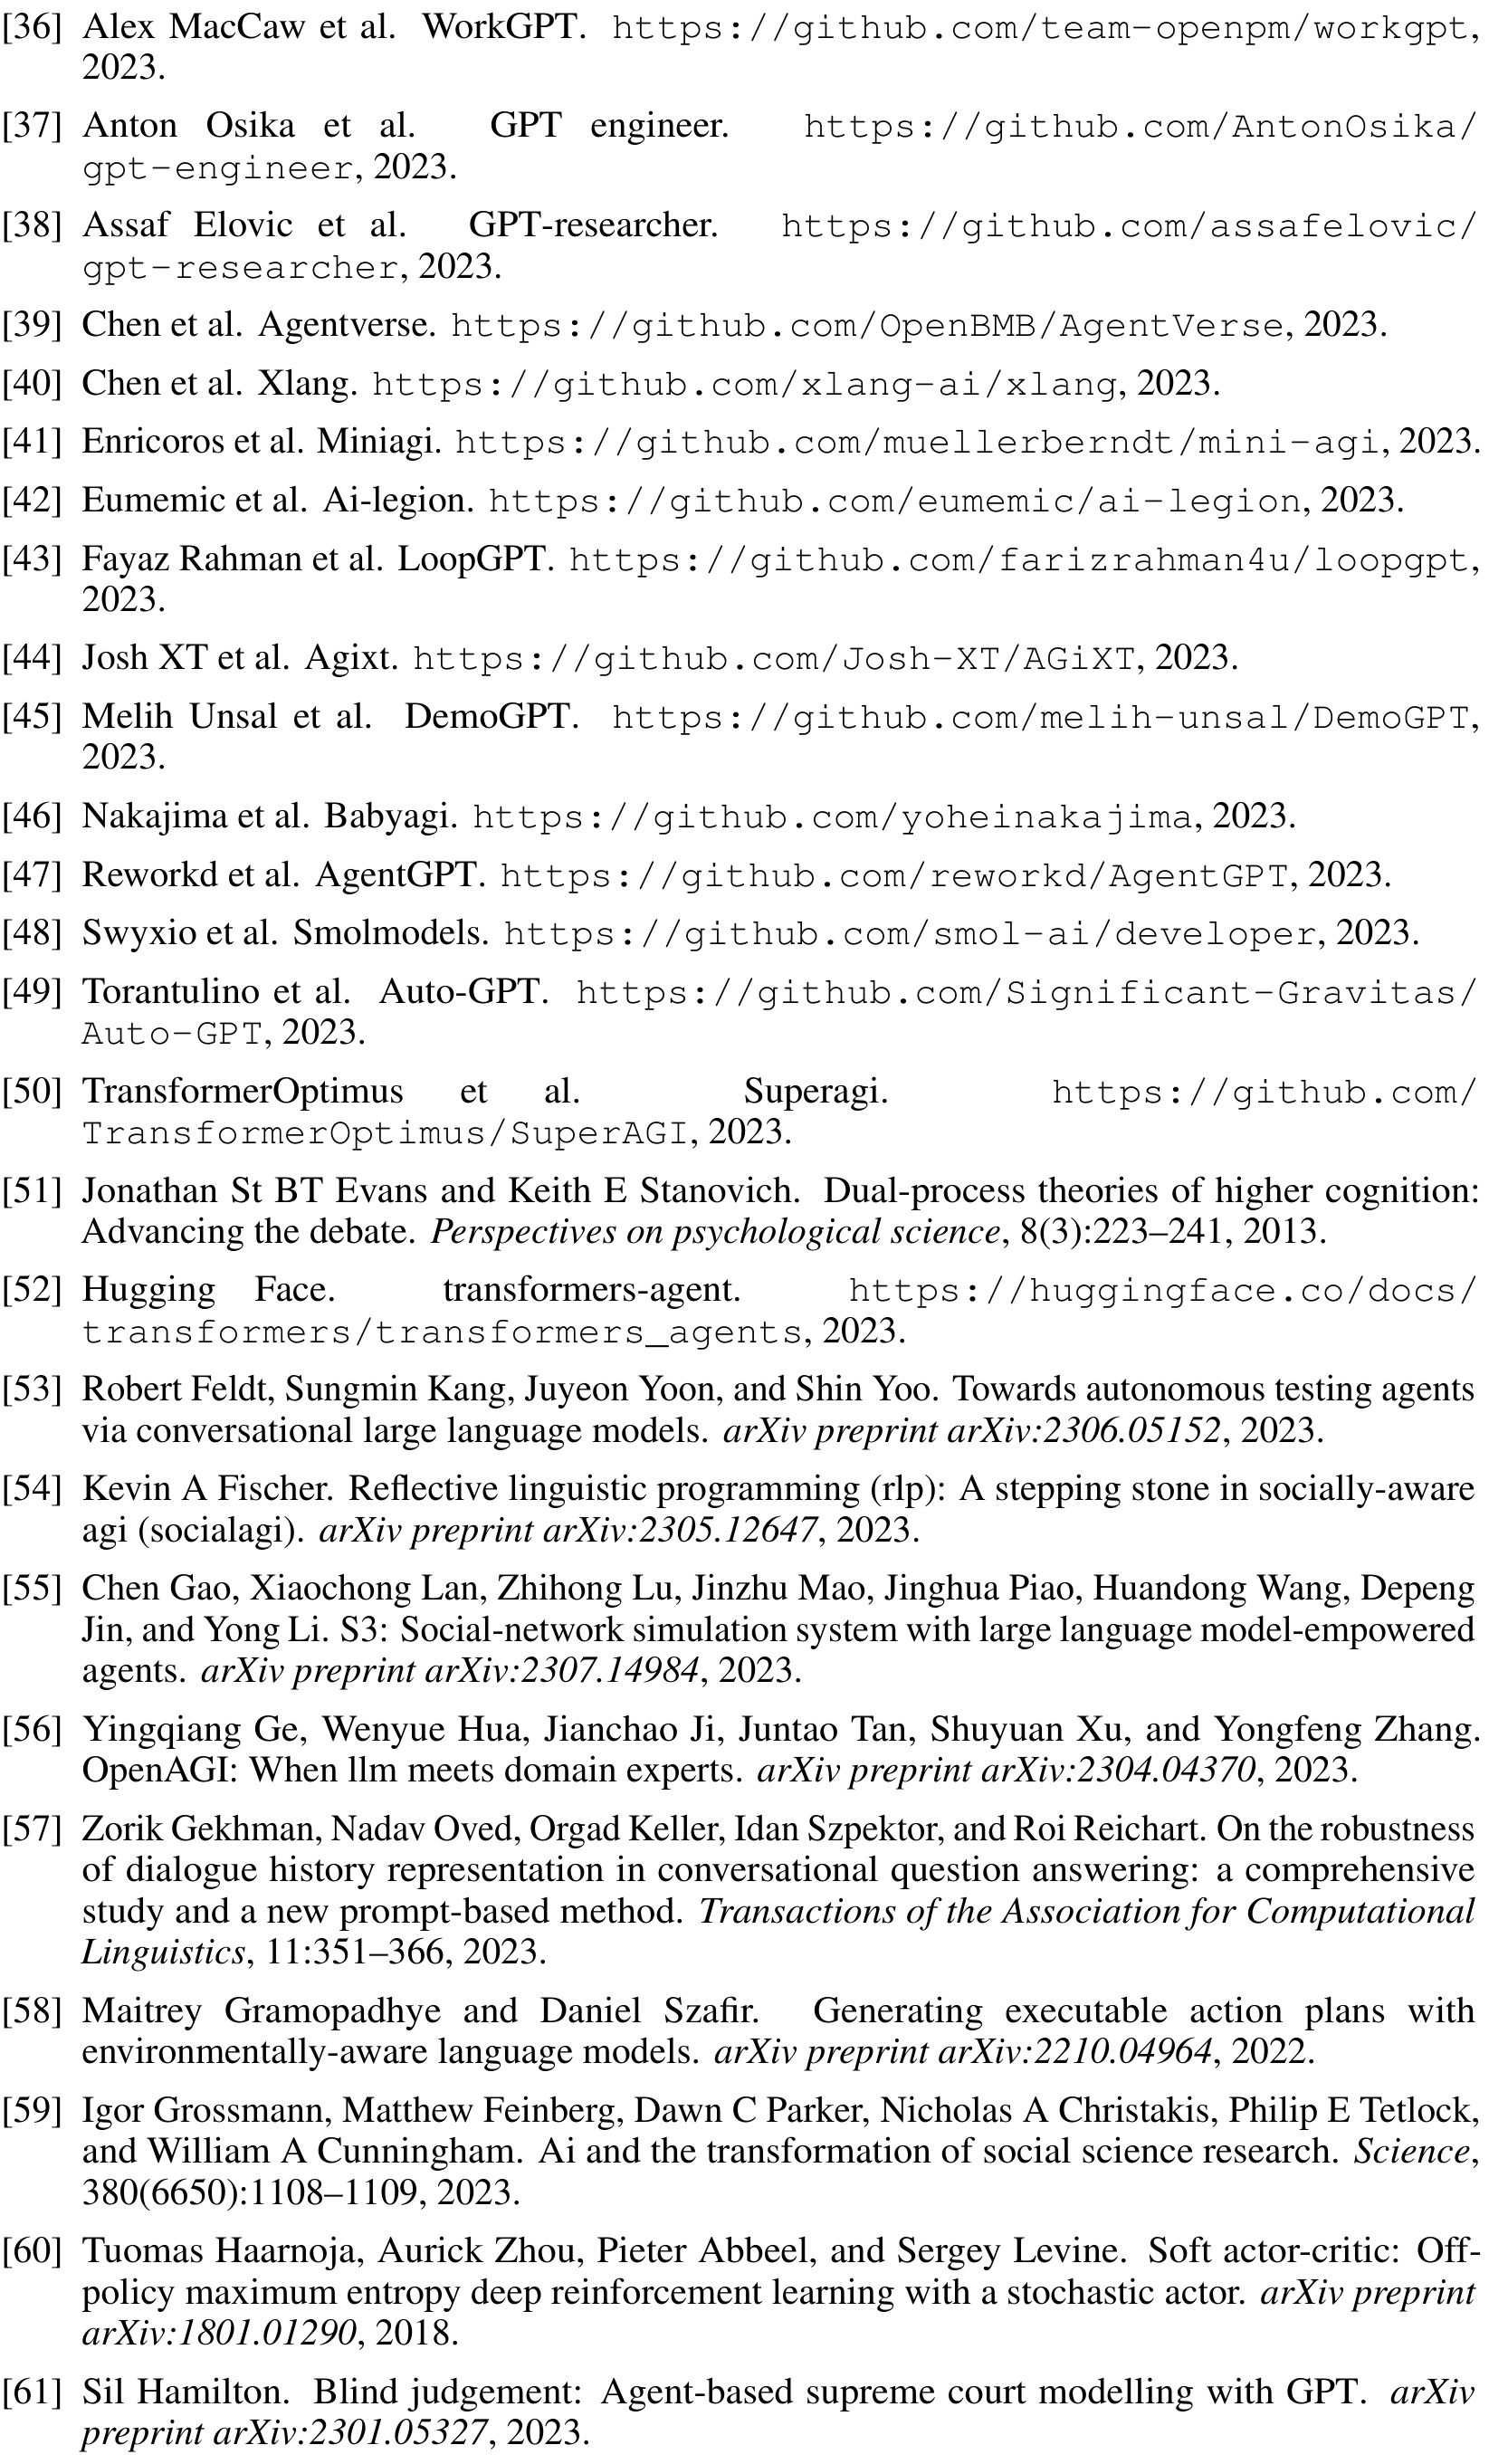 [36] Alex MacCaw et al. WorkGPT. https://github.com/team-openpm/workgpt,
2023.
[37] Anton Osika et al. GPT engineer. https://github.com/AntonOsika/
gpt-engineer, 2023.
[38] Assaf Elovic et al. GPT-researcher. https://github.com/assafelovic/
gpt-researcher, 2023.
[39] Chen et al. Agentverse. https://github.com/OpenBMB/AgentVerse, 2023.
[40] Chen et al. Xlang. https://github.com/xlang-ai/xlang, 2023.
[41] Enricoros et al. Miniagi. https://github.com/muellerberndt/mini-agi, 2023.
[42] Eumemic et al. Ai-legion. https://github.com/eumemic/ai-legion, 2023.
[43] Fayaz Rahman et al. LoopGPT. https://github.com/farizrahman4u/loopgpt,
2023.
[44] Josh XT et al. Agixt. https://github.com/Josh-XT/AGiXT, 2023.
[45] Melih Unsal et al. DemoGPT. https://github.com/melih-unsal/DemoGPT,
2023.
[46] Nakajima et al. Babyagi. https://github.com/yoheinakajima, 2023.
[47] Reworkd et al. AgentGPT. https://github.com/reworkd/AgentGPT, 2023.
[48] Swyxio et al. Smolmodels. https://github.com/smol-ai/developer, 2023.
[49] Torantulino et al. Auto-GPT. https://github.com/Significant-Gravitas/
Auto-GPT, 2023.
[50] TransformerOptimus et al. Superagi. https://github.com/
TransformerOptimus/SuperAGI, 2023.
[51] Jonathan St BT Evans and Keith E Stanovich. Dual-process theories of higher cognition:
Advancing the debate. Perspectives on psychological science, 8(3):223–241, 2013.
[52] Hugging Face. transformers-agent. https://huggingface.co/docs/
transformers/transformers_agents, 2023.
[53] Robert Feldt, Sungmin Kang, Juyeon Yoon, and Shin Yoo. Towards autonomous testing agents
via conversational large language models. arXiv preprint arXiv:2306.05152, 2023.
[54] Kevin A Fischer. Reflective linguistic programming (rlp): A stepping stone in socially-aware
agi (socialagi). arXiv preprint arXiv:2305.12647, 2023.
[55] Chen Gao, Xiaochong Lan, Zhihong Lu, Jinzhu Mao, Jinghua Piao, Huandong Wang, Depeng
Jin, and Yong Li. S3: Social-network simulation system with large language model-empowered
agents. arXiv preprint arXiv:2307.14984, 2023.
[56] Yingqiang Ge, Wenyue Hua, Jianchao Ji, Juntao Tan, Shuyuan Xu, and Yongfeng Zhang.
OpenAGI: When llm meets domain experts. arXiv preprint arXiv:2304.04370, 2023.
[57] Zorik Gekhman, Nadav Oved, Orgad Keller, Idan Szpektor, and Roi Reichart. On the robustness
of dialogue history representation in conversational question answering: a comprehensive
study and a new prompt-based method. Transactions of the Association for Computational
Linguistics, 11:351–366, 2023.
[58] Maitrey Gramopadhye and Daniel Szafir. Generating executable action plans with
environmentally-aware language models. arXiv preprint arXiv:2210.04964, 2022.
[59] Igor Grossmann, Matthew Feinberg, Dawn C Parker, Nicholas A Christakis, Philip E Tetlock,
and William A Cunningham. Ai and the transformation of social science research. Science,
380(6650):1108–1109, 2023.
[60] Tuomas Haarnoja, Aurick Zhou, Pieter Abbeel, and Sergey Levine. Soft actor-critic: Off-
policy maximum entropy deep reinforcement learning with a stochastic actor. arXiv preprint
arXiv:1801.01290, 2018.
[61] Sil Hamilton. Blind judgement: Agent-based supreme court modelling with GPT. arXiv
preprint arXiv:2301.05327, 2023.